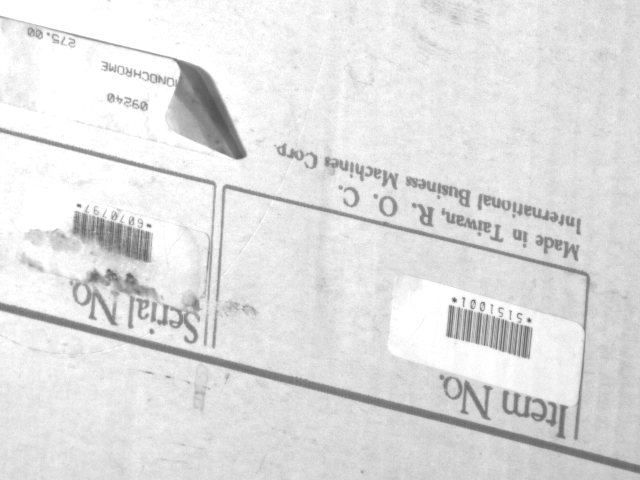 Item No.
*5151001*
Serial No.
*6070797*
Made in Taiwan, R. O. C.
International Business Machines Corp.
09240
MONOCHROME
275.00